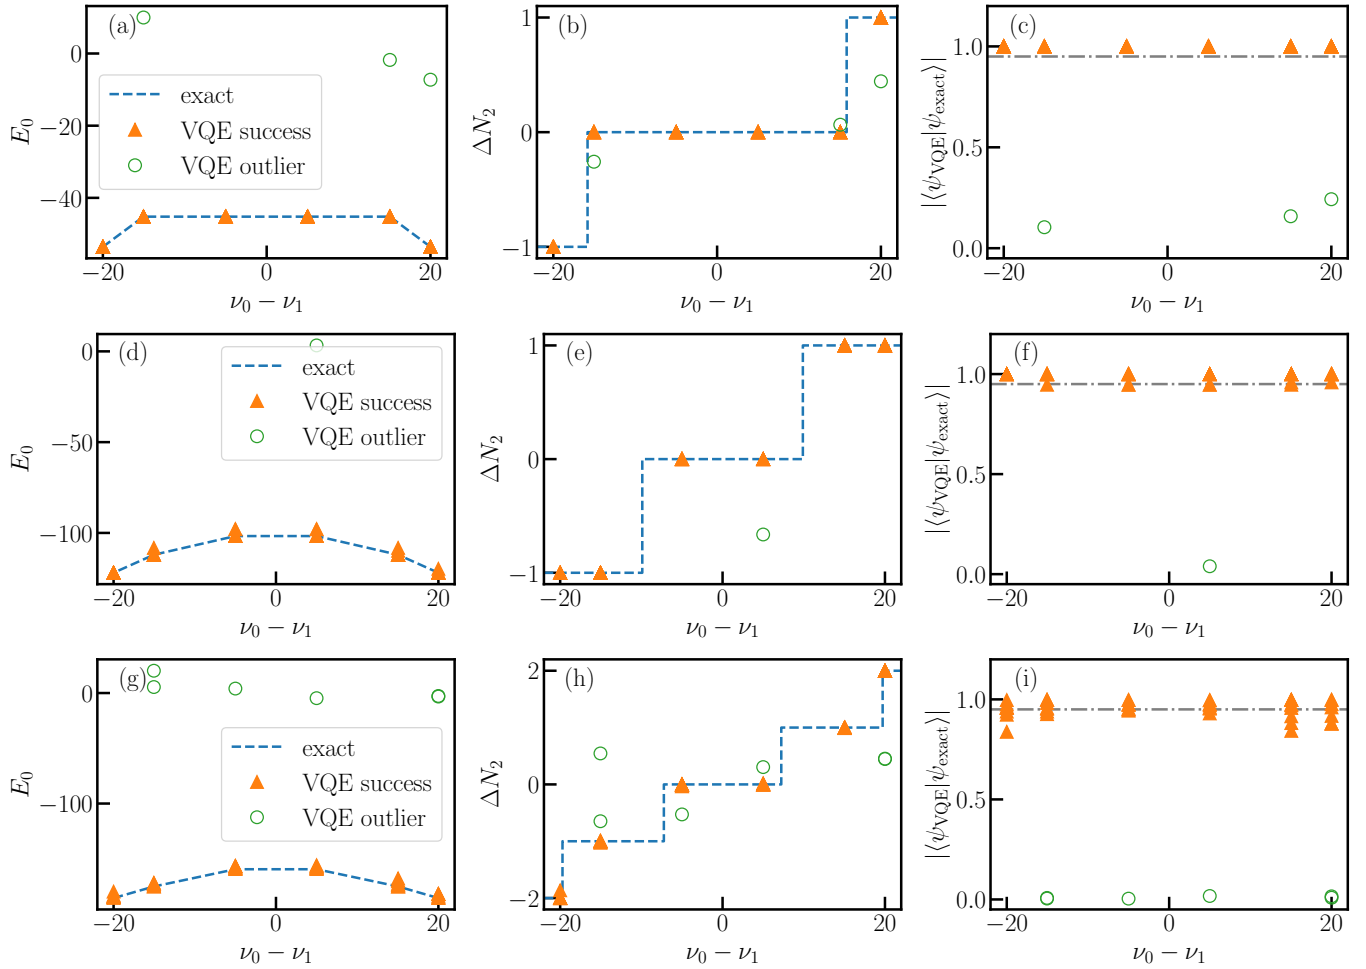 (a)
0
−20
−40
E₀
exact
VQE success
VQE outlier
−20
0
20
ν₀ − ν₁
(b)
1
0
−1
ΔN₂
−20
0
20
ν₀ − ν₁
(c)
1.0
0.5
0.0
|⟨ψVQE|ψexact⟩|
−20
0
20
ν₀ − ν₁
(d)
0
−50
−100
E₀
exact
VQE success
VQE outlier
−20
0
20
ν₀ − ν₁
(e)
1
0
−1
ΔN₂
−20
0
20
ν₀ − ν₁
(f)
1.0
0.5
0.0
|⟨ψVQE|ψexact⟩|
−20
0
20
ν₀ − ν₁
(g)
0
−100
E₀
exact
VQE success
VQE outlier
−20
0
20
ν₀ − ν₁
(h)
2
1
0
−1
−2
ΔN₂
−20
0
20
ν₀ − ν₁
(i)
1.0
0.5
0.0
|⟨ψVQE|ψexact⟩|
−20
0
20
ν₀ − ν₁